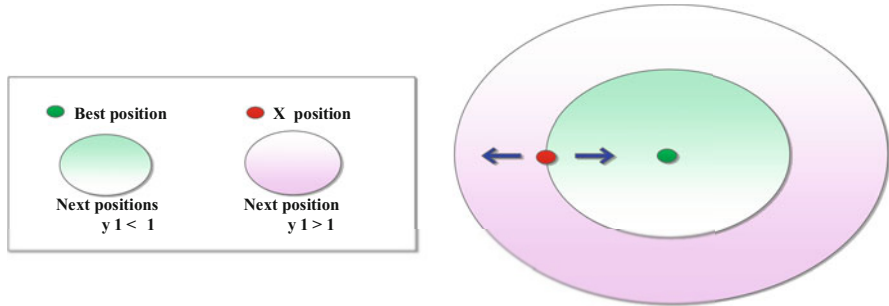 Best position
X position
Next positions
y 1 < 1
Next position
y 1 > 1